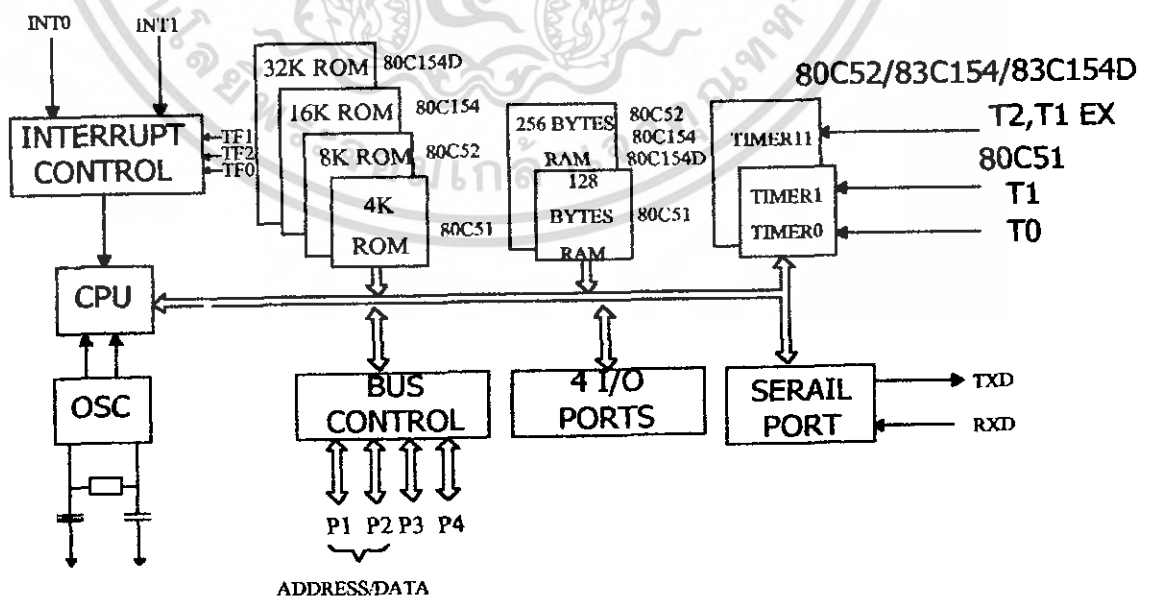 INT0
INT1
INTERRUPT
CONTROL
TF1
TF2
TF0
CPU
OSC
32K ROM
80C154D
16K ROM
80C154
8K ROM
80C52
4K
ROM
80C51
256 BYTES
RAM
80C52
80C154
80C154D
128
BYTES
RAM
80C51
80C52/83C154/83C154D
T2,T1 EX
80C51
T1
T0
TIMER11
TIMER1
TIMER0
BUS
CONTROL
4 I/O
PORTS
SERAIL
PORT
TXD
RXD
P1 P2 P3 P4
ADDRESS/DATA